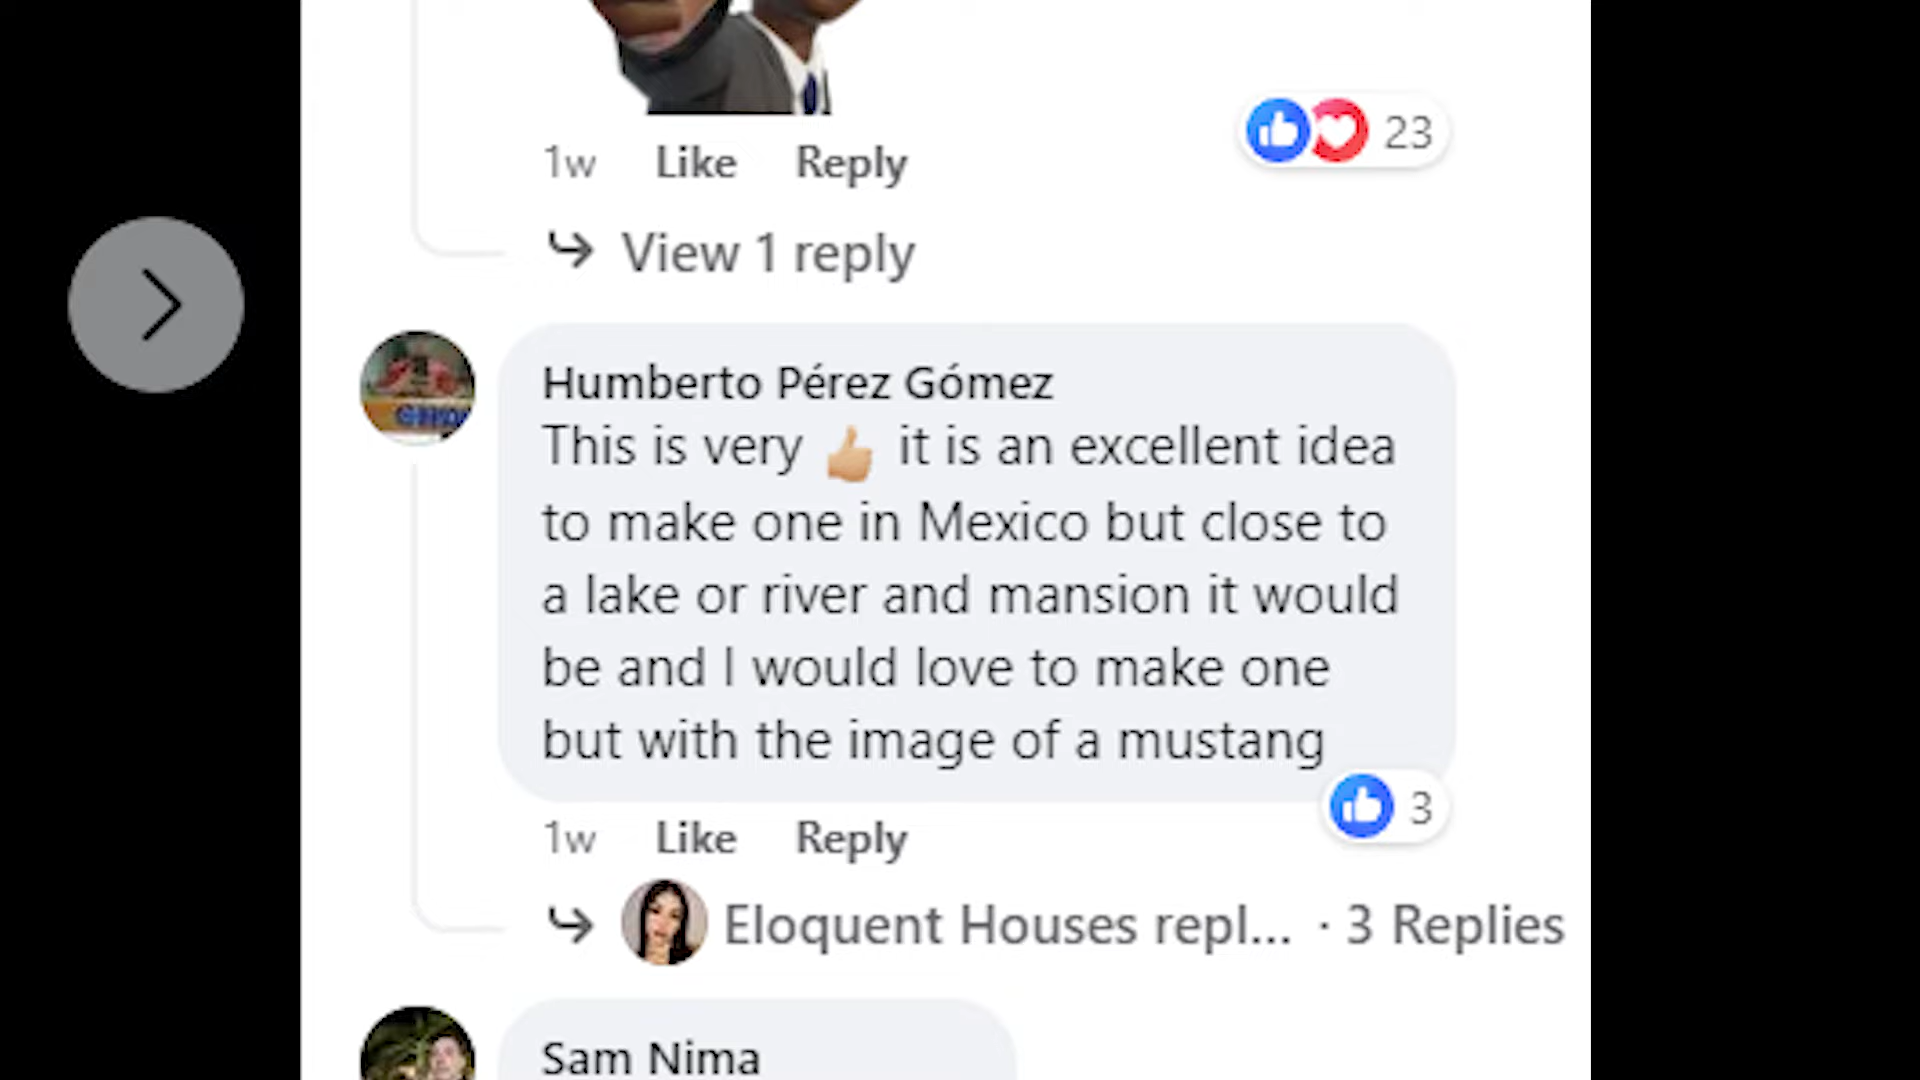 23
1w Like Reply
View 1 reply
Humberto Pérez Gómez
This is very 👍🏼 it is an excellent idea
to make one in Mexico but close to
a lake or river and mansion it would
be and I would love to make one
but with the image of a mustang
3
1w Like Reply
Eloquent Houses repl... · 3 Replies
Sam Nima